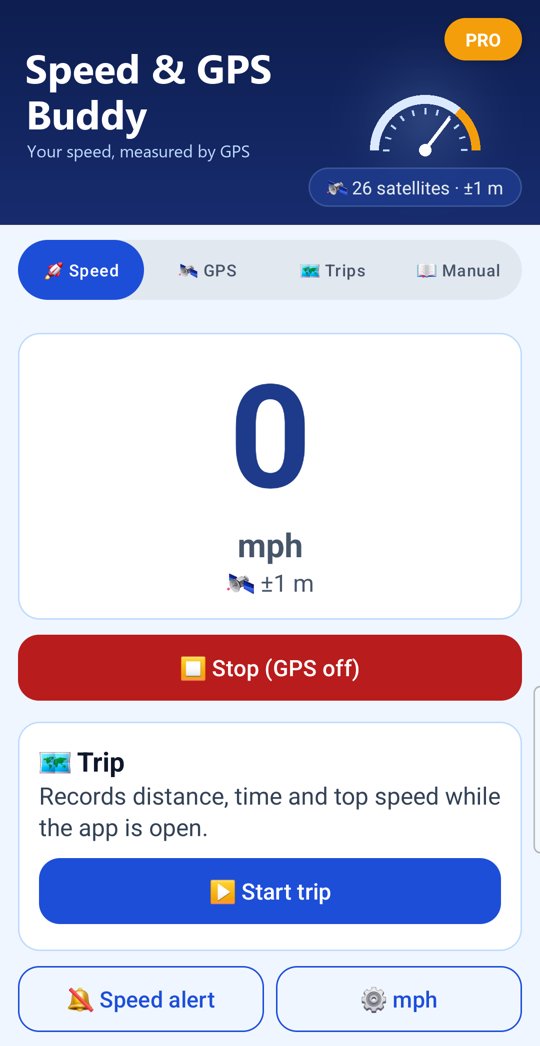 PRO
Speed & GPS
Buddy
Your speed, measured by GPS
26 satellites · ±1 m
Speed
GPS
Trips
Manual
0
mph
±1 m
Stop (GPS off)
Trip
Records distance, time and top speed while
the app is open.
Start trip
Speed alert
mph